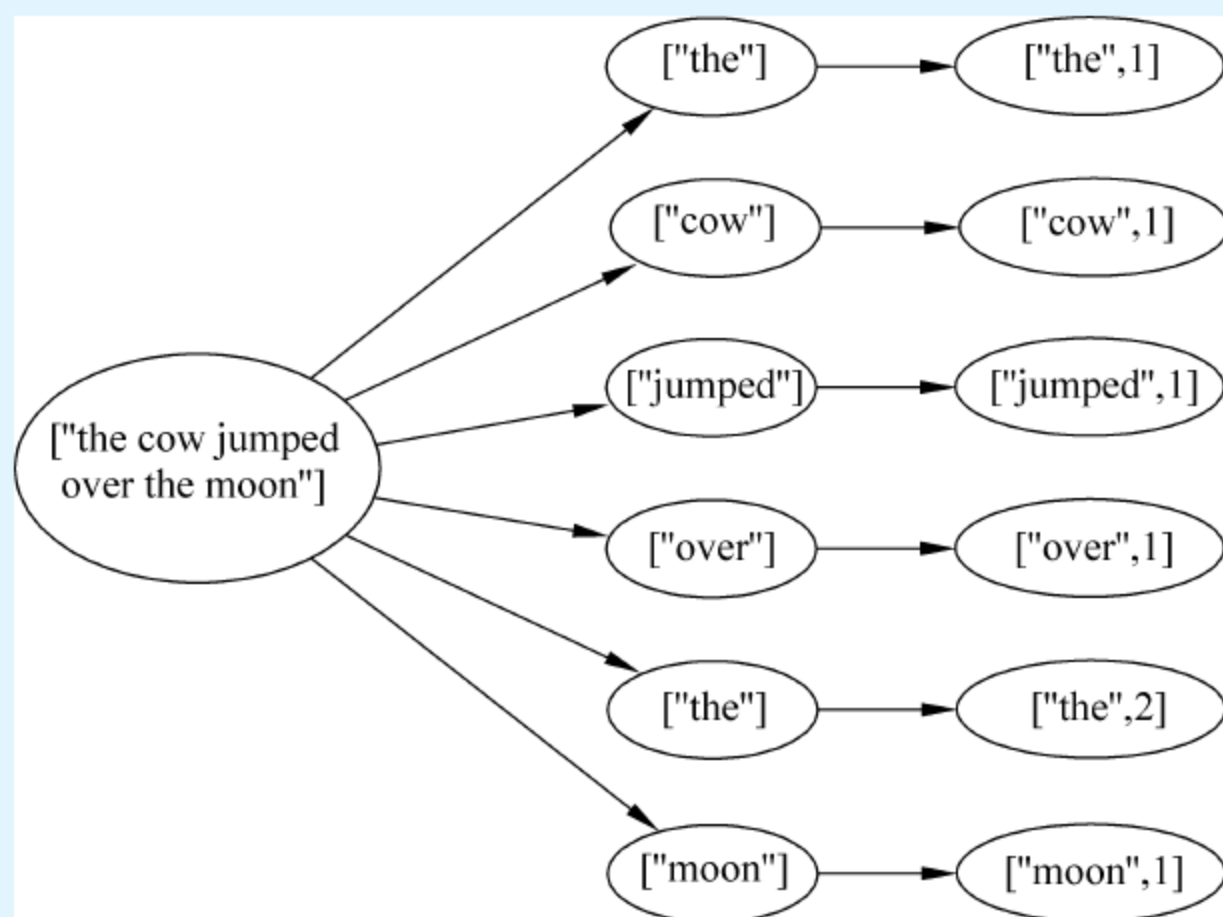 ["the"]
["the",1]
["cow"]
["cow",1]
["jumped"]
["jumped",1]
["the cow jumped
over the moon"]
["over"]
["over",1]
["the"]
["the",2]
["moon"]
["moon",1]